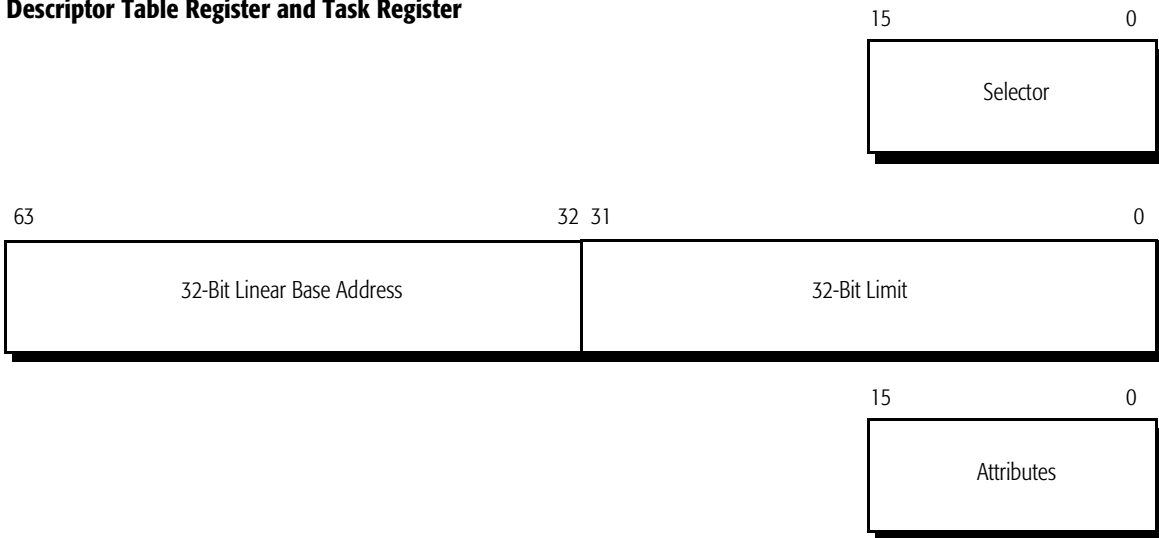 Descriptor Table Register and Task Register
15 0
Selector
63 32 31 0
32-Bit Linear Base Address 32-Bit Limit
15 0
Attributes